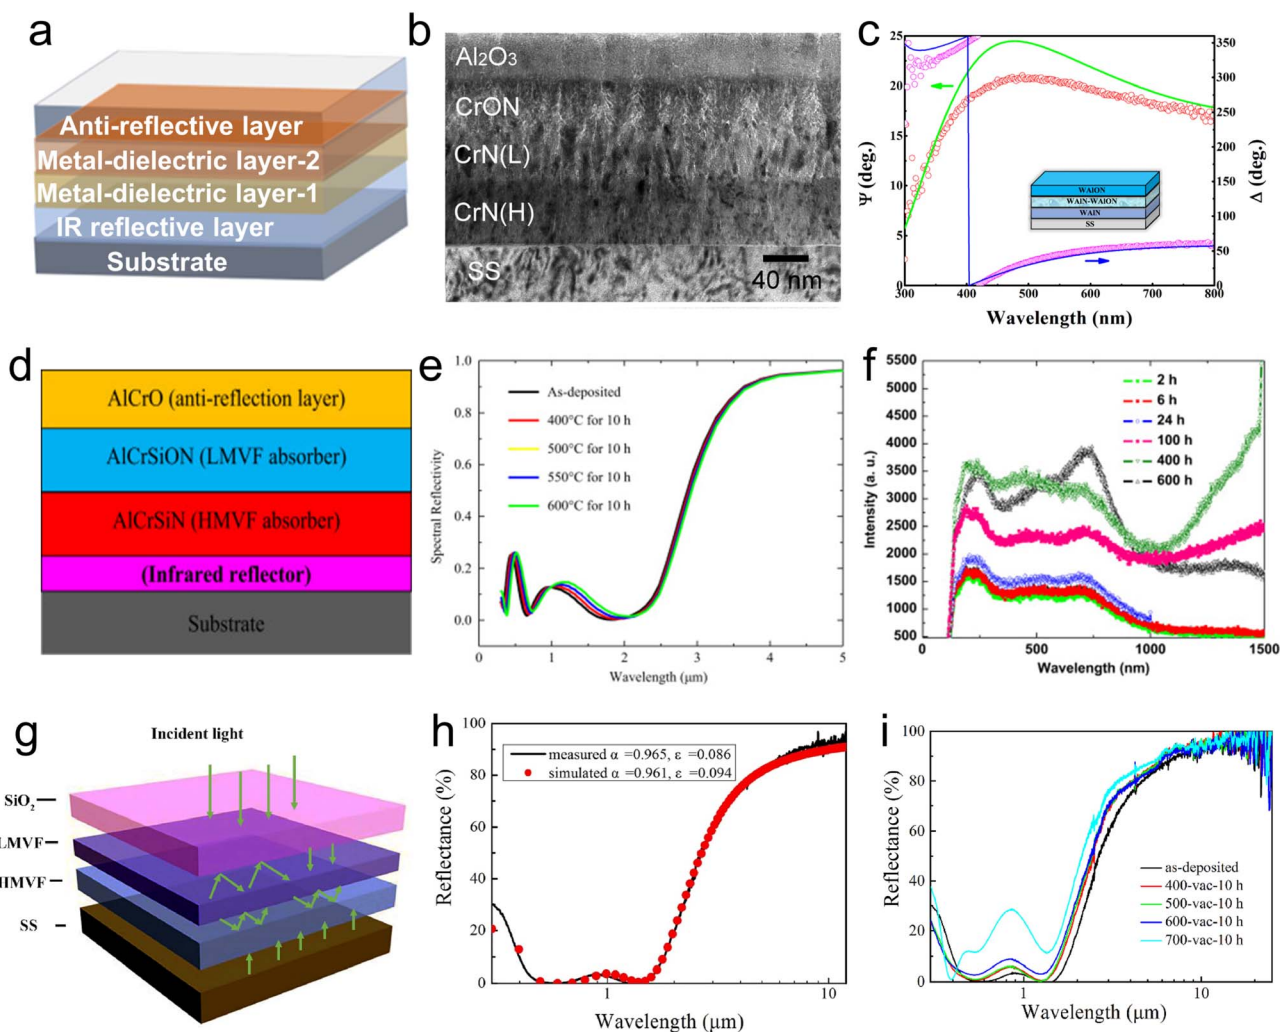 a
Anti-reflective layer
Metal-dielectric layer-2
Metal-dielectric layer-1
IR reflective layer
Substrate
b
Al₂O₃
CrON
CrN(L)
CrN(H)
SS
40 nm
c
25
20
15
10
5
0
Ψ (deg.)
350
300
250
200
150
100
50
0
Δ (deg.)
WAlON
WAlN-WAlON
WAlN
SS
300 400 500 600 700 800
Wavelength (nm)
d
AlCrO (anti-reflection layer)
AlCrSiON (LMVF absorber)
AlCrSiN (HMVF absorber)
(Infrared reflector)
Substrate
e
1.0
0.8
0.6
0.4
0.2
0.0
Spectral Reflectivity
As-deposited
400°C for 10 h
500°C for 10 h
550°C for 10 h
600°C for 10 h
0 1 2 3 4 5
Wavelength (μm)
f
5500
5000
4500
4000
3500
3000
2500
2000
1500
1000
500
Intensity (a. u.)
2 h
6 h
24 h
100 h
400 h
600 h
0 500 1000 1500
Wavelength (nm)
g
Incident light
SiO₂
LMVF
HMVF
SS
h
100
80
60
40
20
0
Reflectance (%)
measured α =0.965, ε =0.086
simulated α =0.961, ε =0.094
1 10
Wavelength (μm)
i
100
80
60
40
20
0
Reflectance (%)
as-deposited
400-vac-10 h
500-vac-10 h
600-vac-10 h
700-vac-10 h
1 10
Wavelength (μm)